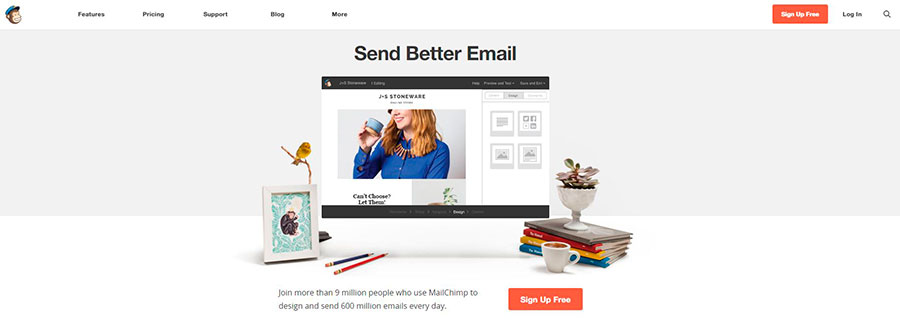 Features
Pricing
Support
Blog
More
Sign Up Free
Log In
Send Better Email
J+S Stoneware
Editing
Help
Preview and Test
Save and Exit
J+S STONEWARE
Design
Can't Choose?
Let Them!
Design
Join more than 9 million people who use MailChimp to
design and send 600 million emails every day.
Sign Up Free